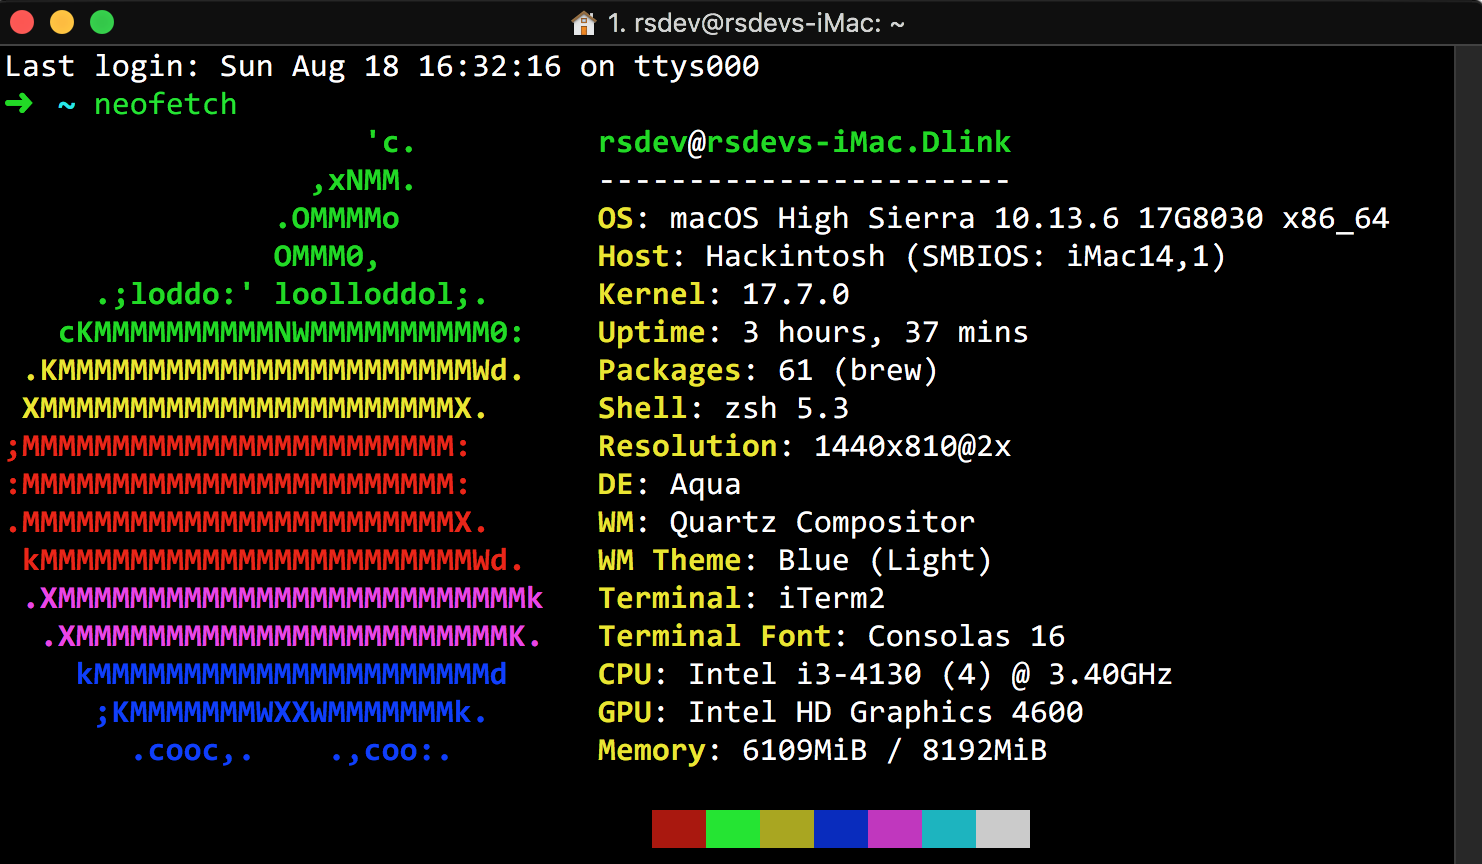 1. rsdev@rsdevs-iMac: ~
Last login: Sun Aug 18 16:32:16 on ttys000
➜  ~ neofetch
                    'c.          rsdev@rsdevs-iMac.Dlink
                 ,xNMM.          -----------------------
               .OMMMMo           OS: macOS High Sierra 10.13.6 17G8030 x86_64
               OMMM0,            Host: Hackintosh (SMBIOS: iMac14,1)
     .;loddo:' loolloddol;.      Kernel: 17.7.0
   cKMMMMMMMMMMNWMMMMMMMMMM0:    Uptime: 3 hours, 37 mins
 .KMMMMMMMMMMMMMMMMMMMMMMMWd.    Packages: 61 (brew)
 XMMMMMMMMMMMMMMMMMMMMMMMX.      Shell: zsh 5.3
;MMMMMMMMMMMMMMMMMMMMMMMM:       Resolution: 1440x810@2x
:MMMMMMMMMMMMMMMMMMMMMMMM:       DE: Aqua
.MMMMMMMMMMMMMMMMMMMMMMMMX.      WM: Quartz Compositor
 kMMMMMMMMMMMMMMMMMMMMMMMMWd.    WM Theme: Blue (Light)
 .XMMMMMMMMMMMMMMMMMMMMMMMMMMk   Terminal: iTerm2
  .XMMMMMMMMMMMMMMMMMMMMMMMMK.   Terminal Font: Consolas 16
    kMMMMMMMMMMMMMMMMMMMMMMd     CPU: Intel i3-4130 (4) @ 3.40GHz
     ;KMMMMMMMWXXWMMMMMMMk.      GPU: Intel HD Graphics 4600
       .cooc,.    .,coo:.        Memory: 6109MiB / 8192MiB